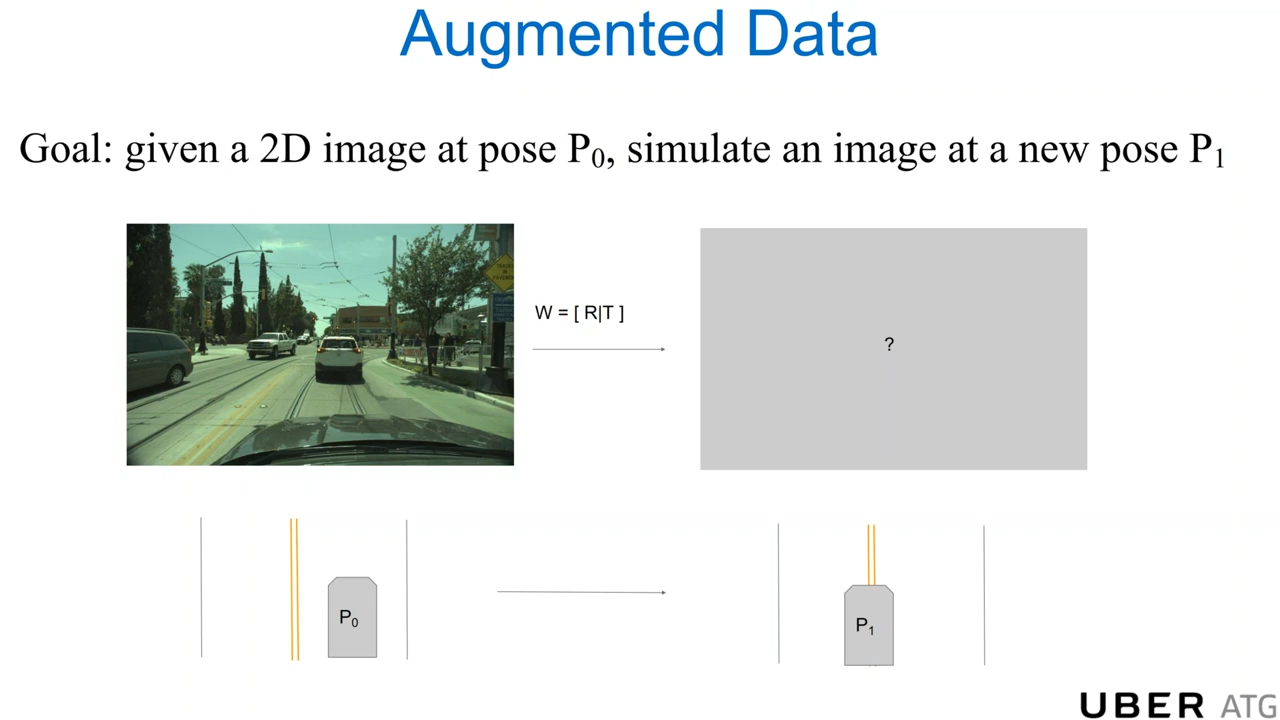 Augmented Data
Goal: given a 2D image at pose P₀, simulate an image at a new pose P₁
W = [ R|T ]
?
P₀
P₁
UBER ATG